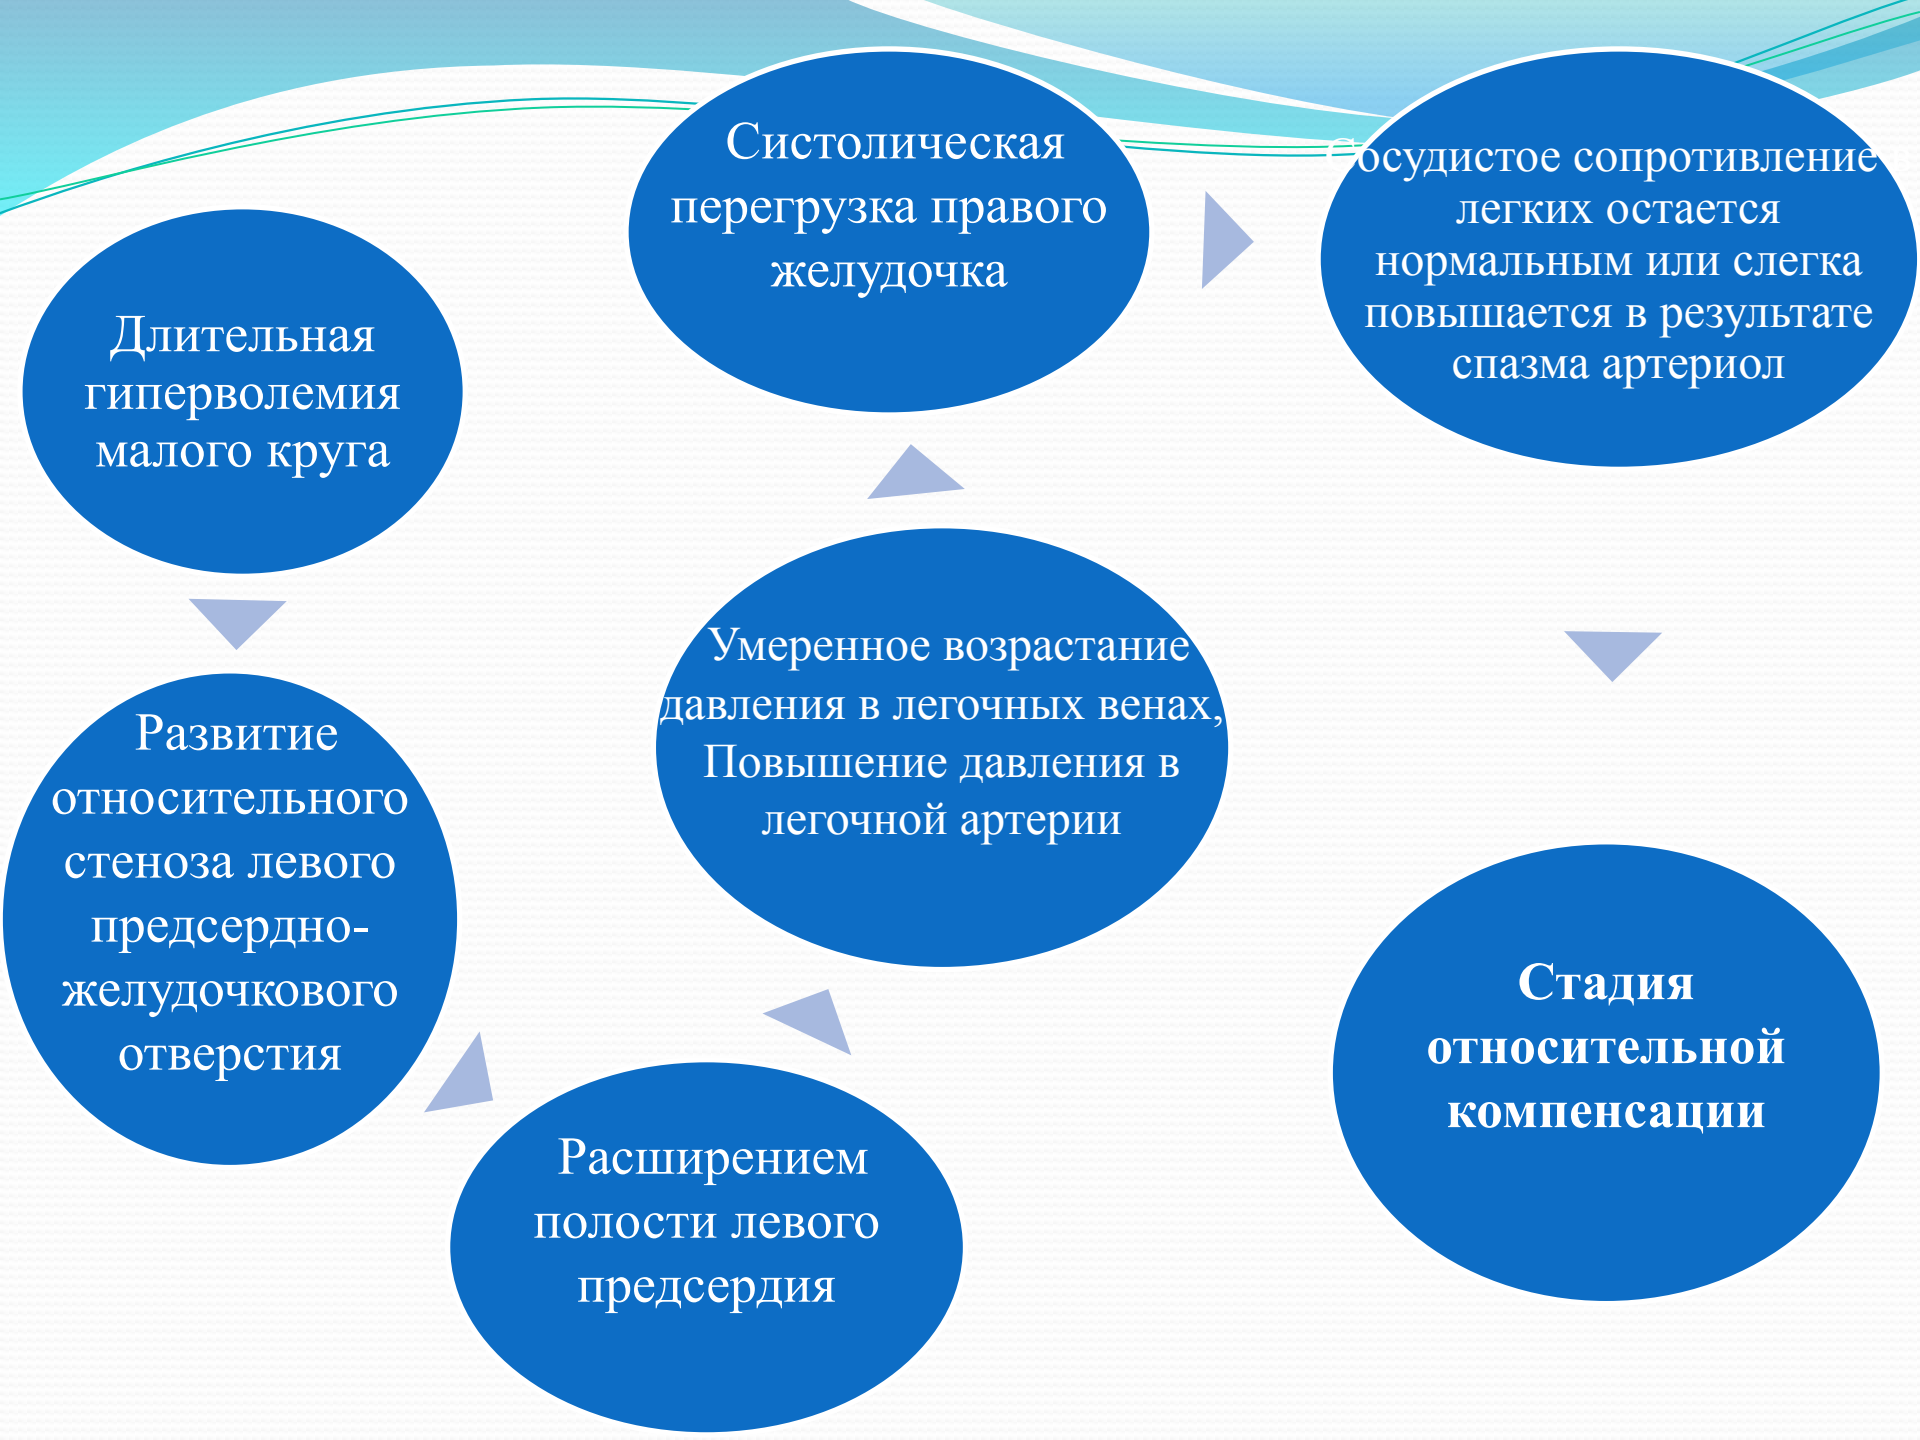 Длительная
гиперволемия
малого круга
Развитие
относительного
стеноза левого
предсердно-
желудочкового
отверстия
Расширением
полости левого
предсердия
Умеренное возрастание
давления в легочных венах,
Повышение давления в
легочной артерии
Систолическая
перегрузка правого
желудочка
Сосудистое сопротивление
легких остается
нормальным или слегка
повышается в результате
спазма артериол
Стадия
относительной
компенсации